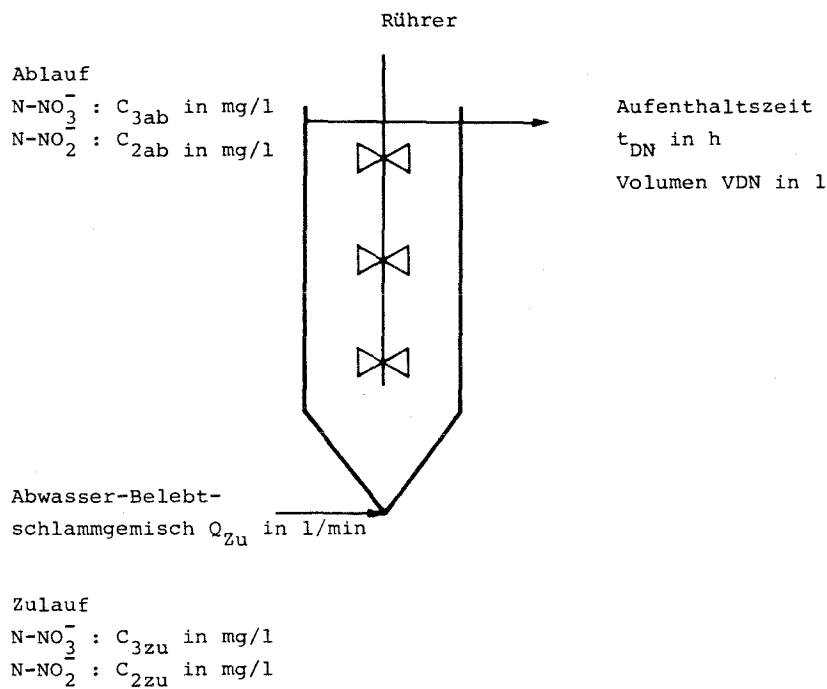 Rührer
Ablauf
N-NO₃⁻ : C₃ab in mg/l
N-NO₂⁻ : C₂ab in mg/l
Aufenthaltszeit
tDN in h
Volumen VDN in l
Abwasser-Belebt-
schlammgemisch QZu in l/min
Zulauf
N-NO₃⁻ : C₃zu in mg/l
N-NO₂⁻ : C₂zu in mg/l